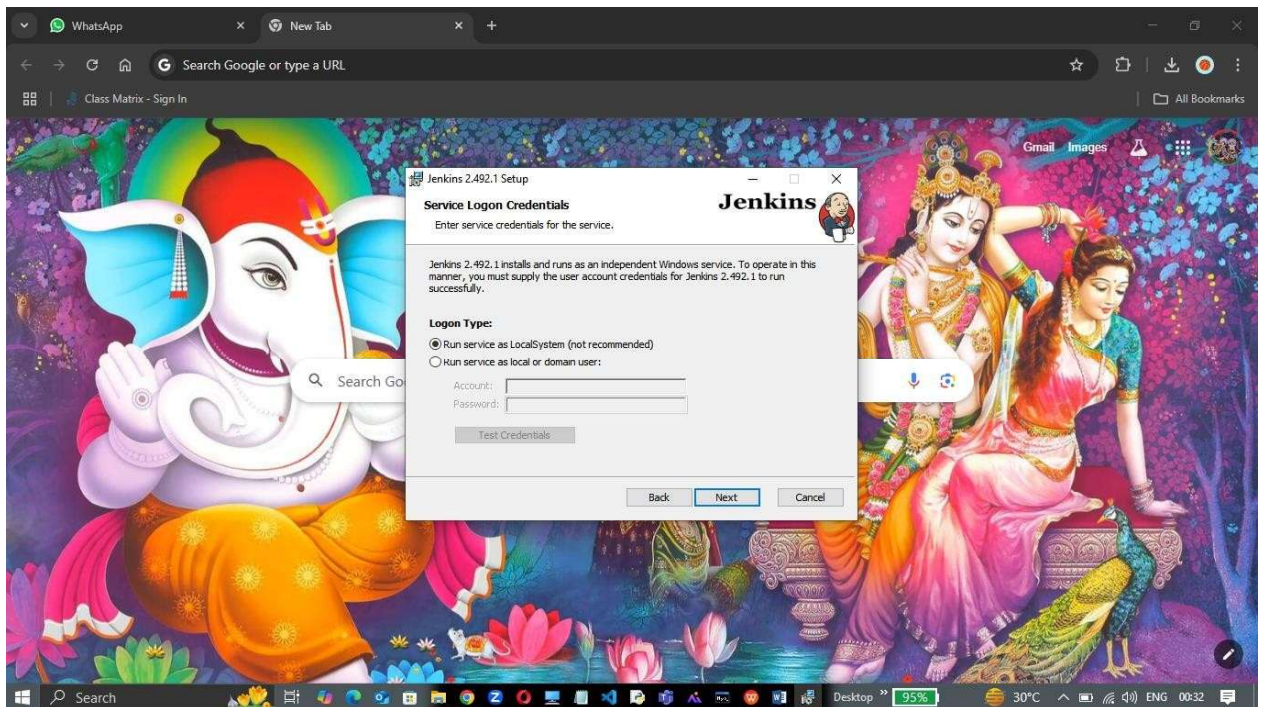 WhatsApp
New Tab
Search Google or type a URL
Class Matrix - Sign In
All Bookmarks
Gmail Images
Jenkins 2.492.1 Setup
Service Logon Credentials
Jenkins
Enter service credentials for the service.
Jenkins 2.492.1 installs and runs as an independent Windows service. To operate in this
manner, you must supply the user account credentials for Jenkins 2.492.1 to run
successfully.
Logon Type:
Run service as LocalSystem (not recommended)
Run service as local or domain user:
Search Go
Account:
Password:
Test Credentials
Back Next Cancel
Search
Desktop
95%
30°C
ENG 00:32